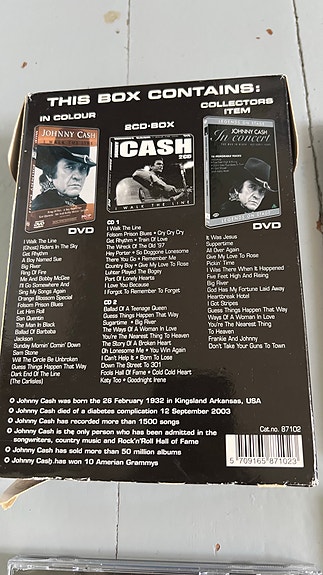 THIS BOX CONTAINS:
IN COLOUR
2CD-BOX
COLLECTORS
ITEM
JOHNNY CASH
I WALK THE LINE
CASH
2CD
I WALK THE LINE
LEGENDS ON STAGE
JOHNNY CASH
In concert
LEGENDS ON STAGE
DVD
DVD
I Walk The Line
(Ghost) Riders In The Sky
Get Rhythm
A Boy Named Sue
Big River
Ring Of Fire
Me And Bobby McGee
I'll Go Somewhere And
Sing My Songs Again
Orange Blossom Special
Folsom Prison Blues
Let Him Roll
San Quentin
The Man In Black
Ballad Of Barbabas
Jackson
Sunday Mornin' Comin' Down
Sam Stone
Will the Circle Be Unbroken
Guess Things Happen That Way
Dark End Of The Line
(The Carlisles)
CD 1
I Walk The Line
Folsom Prison Blues • Cry Cry Cry
Get Rhythm • Train Of Love
The Wreck Of The Old '97
Hey Porter • So Doggone Lonesome
There You Go • Remember Me
Country Boy • Give My Love To Rose
Luther Played The Boogy
Port Of Lonely Hearts
I Love You Because
I Forgot To Remember To Forget
CD 2
Ballad Of A Teenage Queen
Guess Things Happen That Way
Sugartime • Big River
The Ways Of A Woman In Love
You're The Nearest Thing To Heaven
The Story Of A Broken Heart
Oh Lonesome Me • You Win Again
I Can't Help It • Born To Lose
Down The Street To 301
Fools Hall Of Fame • Cold Cold Heart
Katy Too • Goodnight Irene
It Was Jesus
Suppertime
All Over Again
Give My Love To Rose
Pickin' Time
I Was There When It Happened
Five Feet High And Rising
Big River
God Has My Fortune Laid Away
Heartbreak Hotel
I Got Stripes
Guess Things Happen That Way
Ways Of A Woman In Love
You're The Nearest Thing
To Heaven
Frankie And Johnny
Don't Take Your Guns To Town
Johnny Cash was born the 26 February 1932 in Kingsland Arkansas, USA
Johnny Cash died of a diabetes complication 12 September 2003
Johnny Cash has recorded more than 1500 songs
Johnny Cash is the only person who has been admitted in the
songwriters, country music and Rock'n'Roll Hall of Fame
Johnny Cash has sold more than 50 million albums
Johnny Cash has won 10 Amerian Grammys
Cat.no. 87102
5 709165 871023